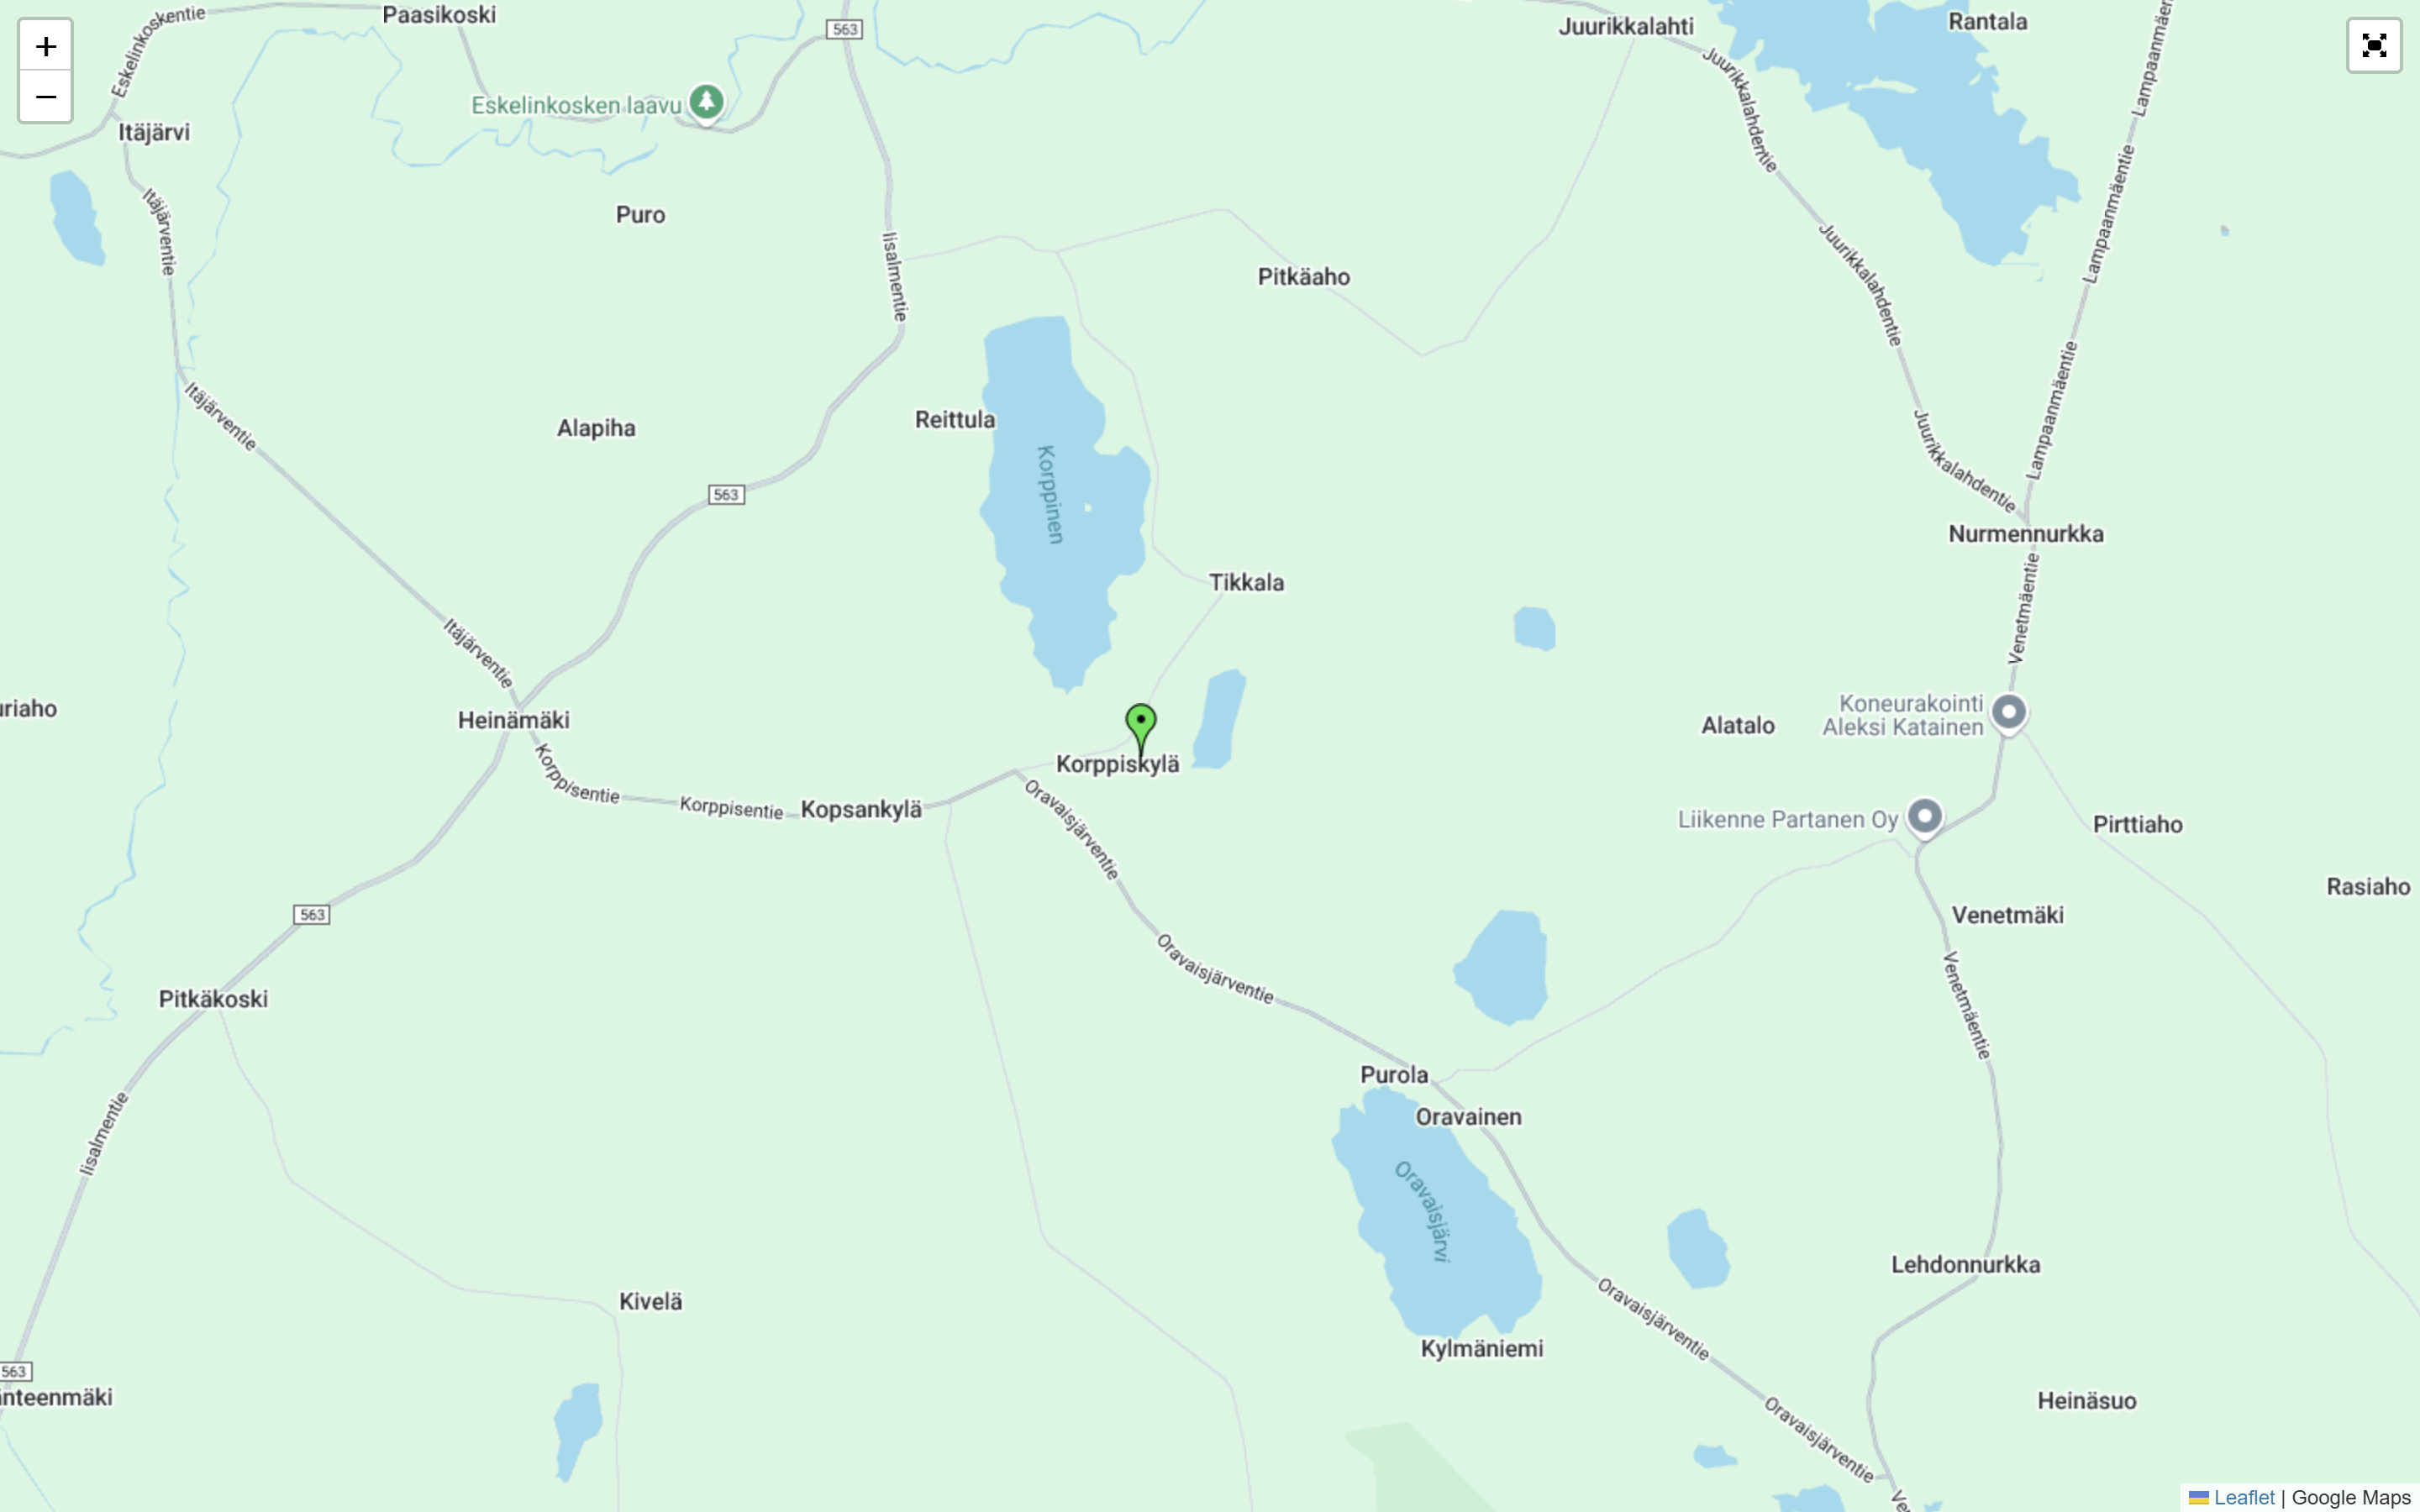 Eskelinkoskentie
Paasikoski
563
Juurikkalahti
Rantala
Lampaanmäentie
+
−
Eskelinkosken laavu
Itäjärvi
Juurikkalahdentie
Lampaanmäentie
Itäjärventie
Puro
Iisalmentie
Pitkäaho
Juurikkalahdentie
Itäjärventie
Alapiha
Reittula
Lampaanmäentie
Juurikkalahdentie
Korppinen
563
Nurmennurkka
Tikkala
Venetmäentie
Itäjärventie
Heinämäki
Koneurakointi
Aleksi Katainen
Alatalo
Korppiskylä
Korppisentie
Korppisentie
Kopsankylä
Oravaisjärventie
Liikenne Partanen Oy
Pirttiaho
Rasiaho
563
Venetmäki
Oravaisjärventie
Pitkäkoski
Venetmäentie
Purola
Oravainen
Iisalmentie
Oravaisjärvi
Lehdonnurkka
Kivelä
Oravaisjärventie
Kylmäniemi
563
Heinäsuo
Oravaisjärventie
Leaflet | Google Maps